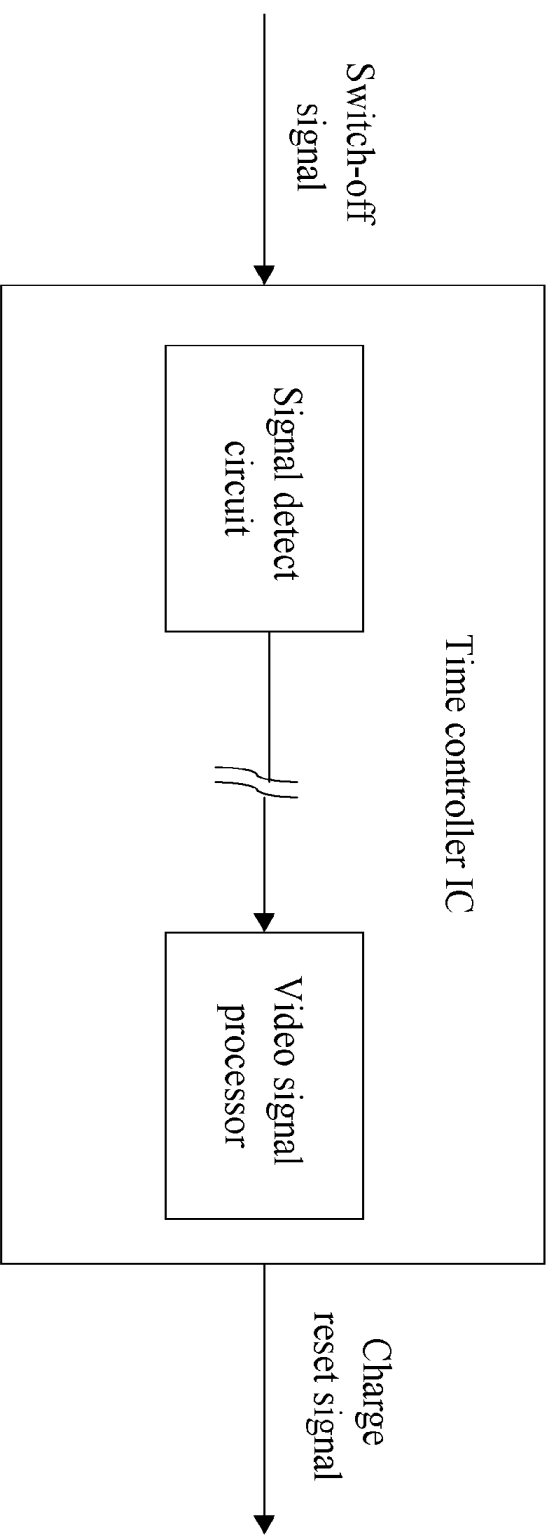 Time controller IC
Switch-off
signal
Signal detect
circuit
Video signal
processor
Charge
reset signal